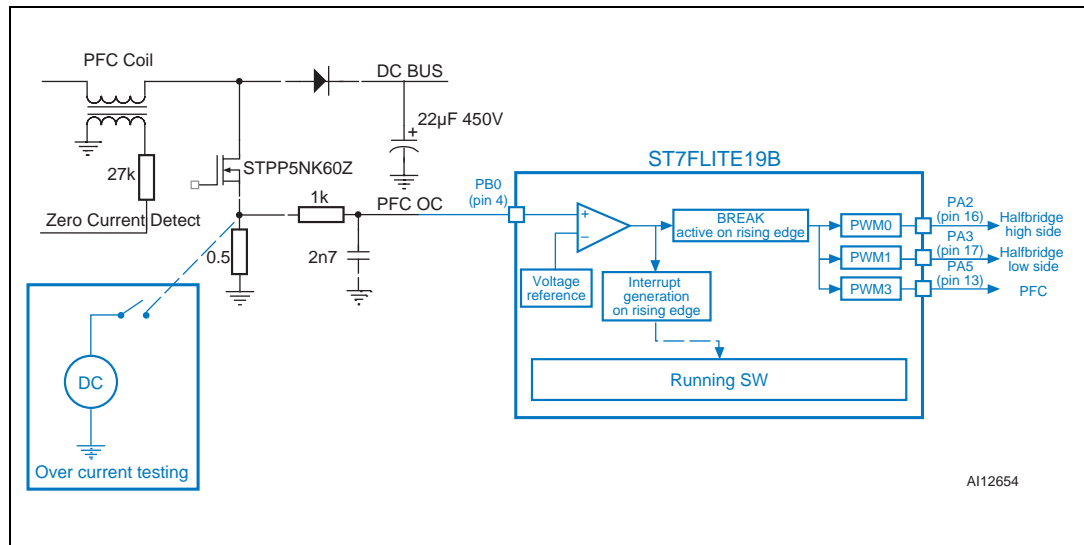 PFC Coil
DC BUS
22µF 450V
+
27k
STPP5NK60Z
Zero Current Detect
1k
PFC OC
0.5
2n7
DC
Over current testing
ST7FLITE19B
PB0
(pin 4)
+
−
Voltage
reference
BREAK
active on rising edge
Interrupt
generation
on rising edge
Running SW
PWM0
PWM1
PWM3
PA2
(pin 16)
Halfbridge
high side
PA3
(pin 17)
Halfbridge
low side
PA5
(pin 13)
PFC
AI12654